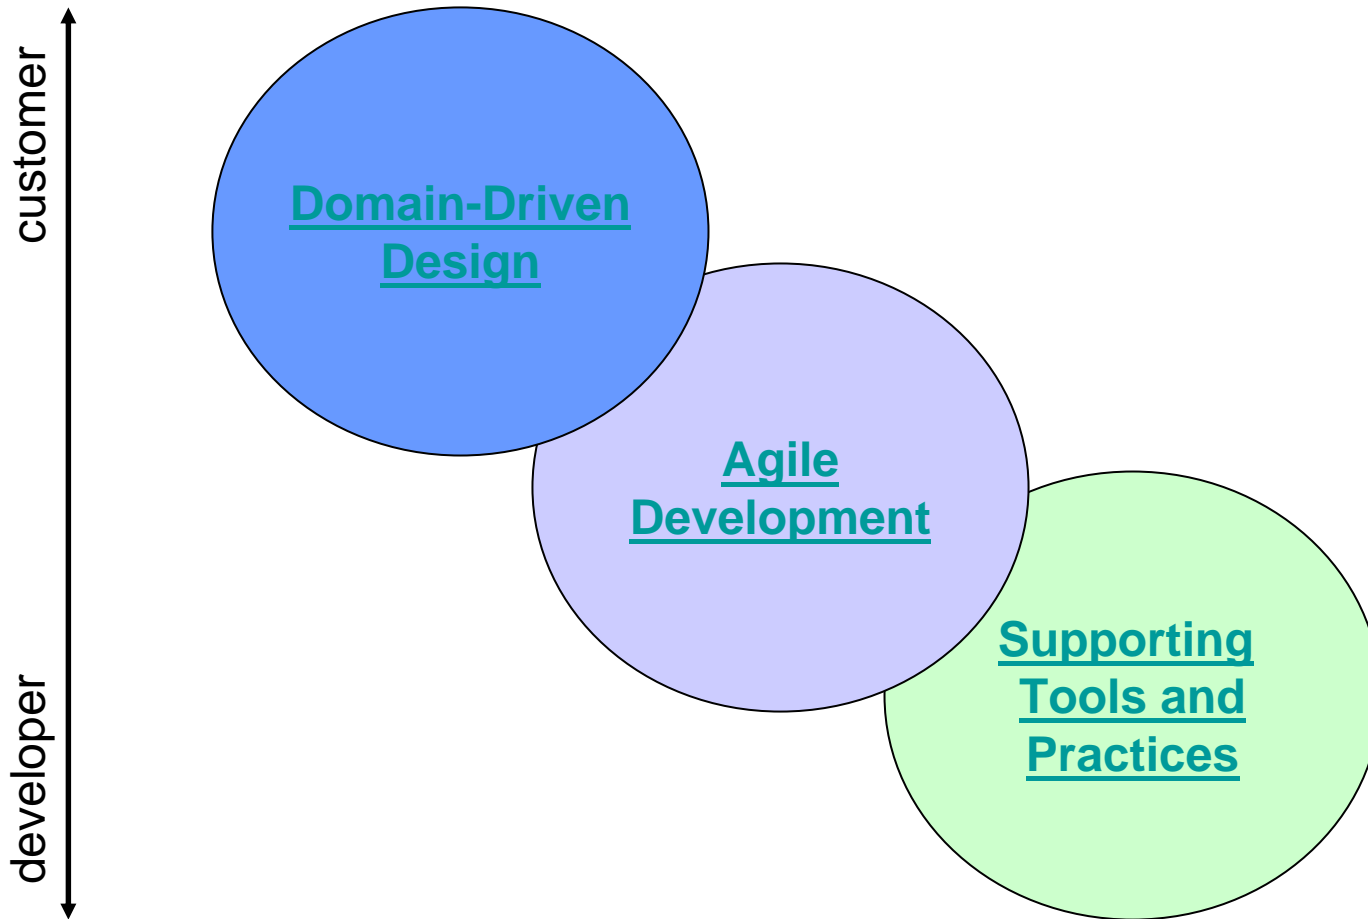 customer
Domain-Driven
Design
Agile
Development
Supporting
Tools and
Practices
developer